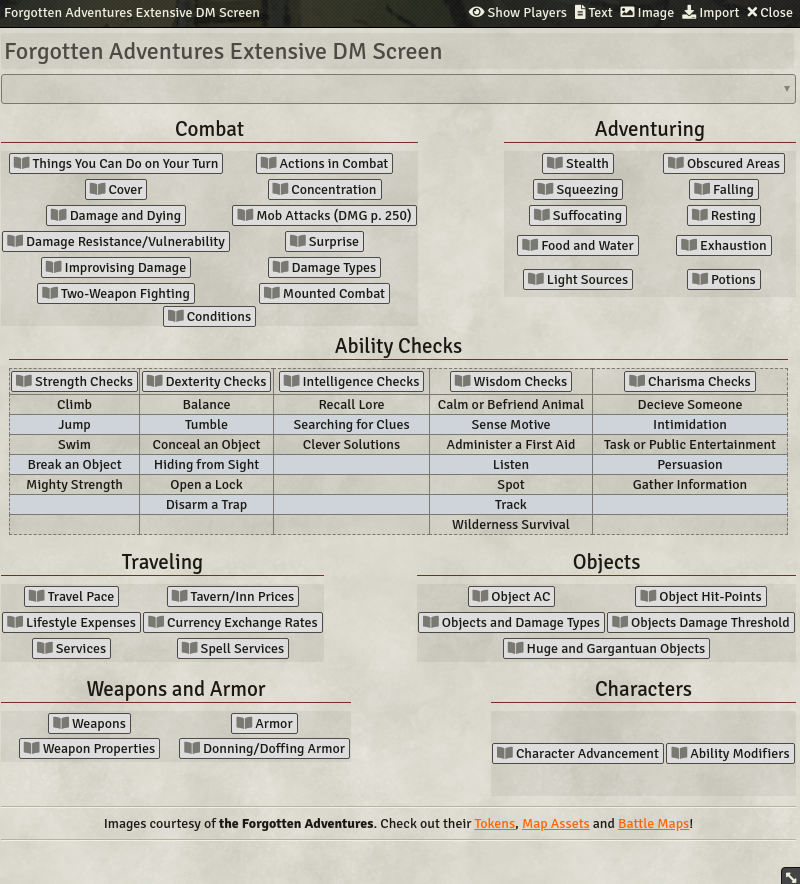 Forgotten Adventures Extensive DM Screen Show Players Text Image Import Close
Forgotten Adventures Extensive DM Screen
Combat
Things You Can Do on Your Turn Actions in Combat
Cover Concentration
Damage and Dying Mob Attacks (DMG p. 250)
Damage Resistance/Vulnerability Surprise
Improvising Damage Damage Types
Two-Weapon Fighting Mounted Combat
Conditions
Adventuring
Stealth Obscured Areas
Squeezing Falling
Suffocating Resting
Food and Water Exhaustion
Light Sources Potions
Ability Checks
Strength Checks Dexterity Checks Intelligence Checks Wisdom Checks Charisma Checks
Climb Balance Recall Lore Calm or Befriend Animal Decieve Someone
Jump Tumble Searching for Clues Sense Motive Intimidation
Swim Conceal an Object Clever Solutions Administer a First Aid Task or Public Entertainment
Break an Object Hiding from Sight Listen Persuasion
Mighty Strength Open a Lock Spot Gather Information
Disarm a Trap Track
Wilderness Survival
Traveling
Travel Pace Tavern/Inn Prices
Lifestyle Expenses Currency Exchange Rates
Services Spell Services
Objects
Object AC Object Hit-Points
Objects and Damage Types Objects Damage Threshold
Huge and Gargantuan Objects
Weapons and Armor
Weapons Armor
Weapon Properties Donning/Doffing Armor
Characters
Character Advancement Ability Modifiers
Images courtesy of the Forgotten Adventures. Check out their Tokens, Map Assets and Battle Maps!